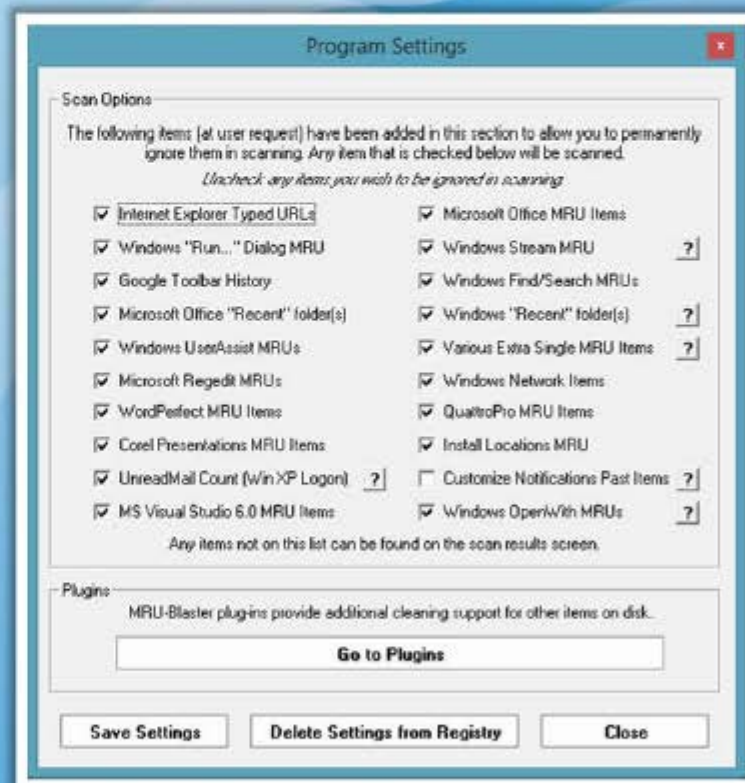 Program Settings
x
Scan Options
The following items (at user request) have been added in this section to allow you to permanently
ignore them in scanning. Any item that is checked below will be scanned.
Uncheck any items you wish to be ignored in scanning
Internet Explorer Typed URLs
Microsoft Office MRU Items
Windows "Run..." Dialog MRU
Windows Stream MRU ?
Google Toolbar History
Windows Find/Search MRUs
Microsoft Office "Recent" folder(s)
Windows "Recent" folder(s) ?
Windows UserAssist MRUs
Various Extra Single MRU Items ?
Microsoft Regedit MRUs
Windows Network Items
WordPerfect MRU Items
QuattroPro MRU Items
Corel Presentations MRU Items
Install Locations MRU
UnreadMail Count (Win XP Logon) ?
Customize Notifications Past Items ?
MS Visual Studio 6.0 MRU Items
Windows OpenWith MRUs ?
Any items not on this list can be found on the scan results screen.
Plugins
MRU-Blaster plug-ins provide additional cleaning support for other items on disk.
Go to Plugins
Save Settings
Delete Settings from Registry
Close